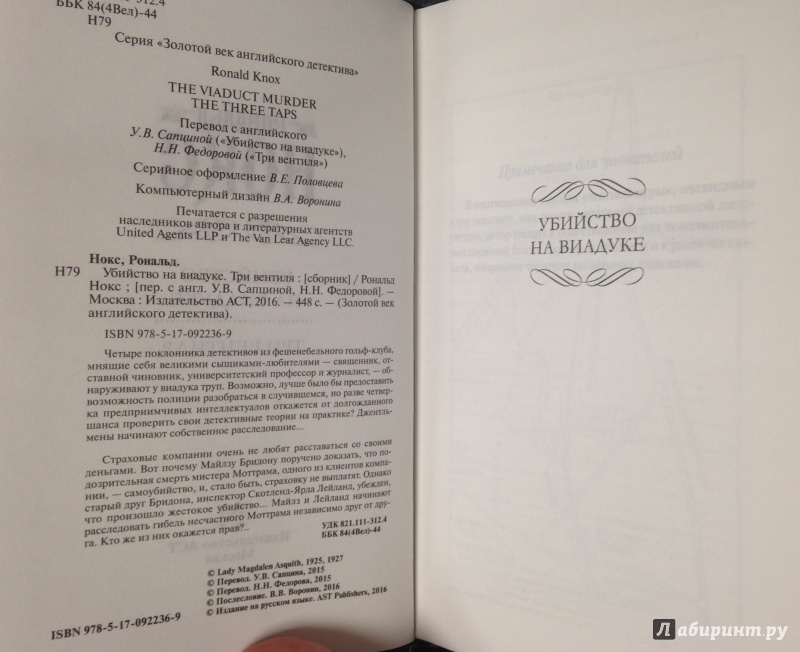 312.4
ББК 84(4Вел)-44
Н79
Серия «Золотой век английского детектива»
Ronald Knox
THE VIADUCT MURDER
THE THREE TAPS
Перевод с английского
У.В. Сапциной («Убийство на виадуке»),
Н.Н. Федоровой («Три вентиля»)
Серийное оформление В.Е. Половцева
Компьютерный дизайн В.А. Воронина
Печатается с разрешения
наследников автора и литературных агентств
United Agents LLP и The Van Lear Agency LLC.
Нокс, Рональд.
Н79
Убийство на виадуке. Три вентиля : [сборник] / Рональд
Нокс ; [пер. с англ. У.В. Сапциной, Н.Н. Федоровой]. —
Москва : Издательство АСТ, 2016. — 448 с. — (Золотой век
английского детектива).
ISBN 978-5-17-092236-9
Четыре поклонника детективов из фешенебельного гольф-клуба,
мнящие себя великими сыщиками-любителями — священник, от-
ставной чиновник, университетский профессор и журналист, — об-
наруживают у виадука труп. Возможно, лучше было бы предоставить
возможность полиции разобраться в случившемся, но разве четвер-
ка предприимчивых интеллектуалов откажется от долгожданного
шанса проверить свои детективные теории на практике? Джентль-
мены начинают собственное расследование...
Страховые компании очень не любят расставаться со своими
деньгами. Вот почему Майлзу Бридону поручено доказать, что по-
дозрительная смерть мистера Моттрама, одного из клиентов компа-
нии, — самоубийство, и, стало быть, страховку не выплатят. Однако
старый друг Бридона, инспектор Скотленд-Ярда Лейланд, убежден,
что произошло жестокое убийство... Майлз и Лейланд начинают
расследовать гибель несчастного Моттрама независимо друг от дру-
га. Кто же из них окажется прав?..
УДК 821.111-312.4
ББК 84(4Вел)-44
© Lady Magdalen Asquith, 1925, 1927
© Перевод. У.В. Сапцина, 2015
© Перевод. Н.Н. Федорова, 2015
© Послесловие. В.В. Воронин, 2016
© Издание на русском языке. AST Publishers, 2016
ISBN 978-5-17-092236-9
УБИЙСТВО
НА ВИАДУКЕ
Лабиринт.ру